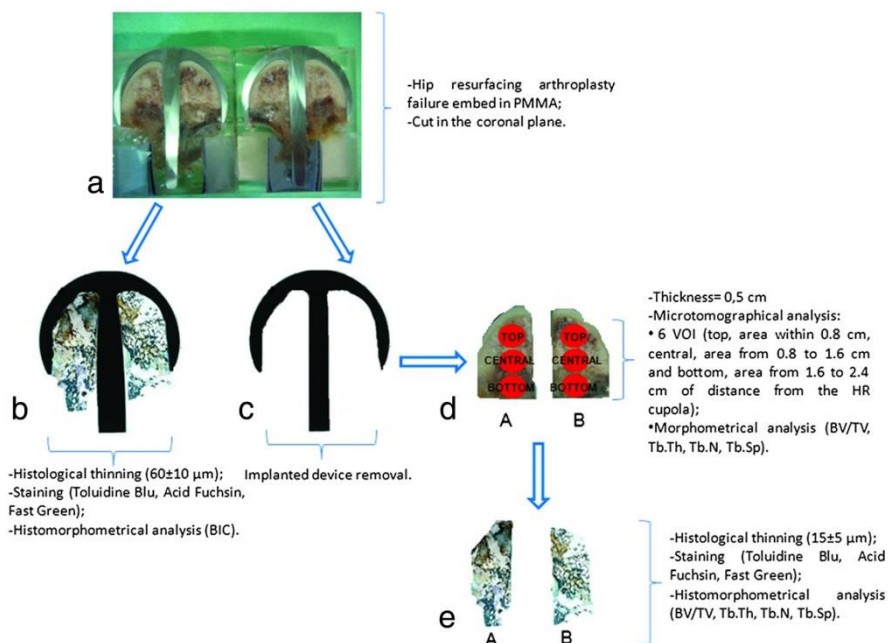 -Hip resurfacing arthroplasty
failure embed in PMMA;
-Cut in the coronal plane.
a
b
-Histological thinning (60±10 µm);
-Staining (Toluidine Blu, Acid Fuchsin,
Fast Green);
-Histomorphometrical analysis (BIC).
c
Implanted device removal.
TOP
TOP
CENTRAL
CENTRAL
BOTTOM
BOTTOM
d
A
B
-Thickness= 0,5 cm
-Microtomographical analysis:
• 6 VOI (top, area within 0.8 cm,
central, area from 0.8 to 1.6 cm
and bottom, area from 1.6 to 2.4
cm of distance from the HR
cupola);
•Morphometrical analysis (BV/TV,
Tb.Th, Tb.N, Tb.Sp).
e
A
B
-Histological thinning (15±5 µm);
-Staining (Toluidine Blu, Acid
Fuchsin, Fast Green);
-Histomorphometrical analysis
(BV/TV, Tb.Th, Tb.N, Tb.Sp).